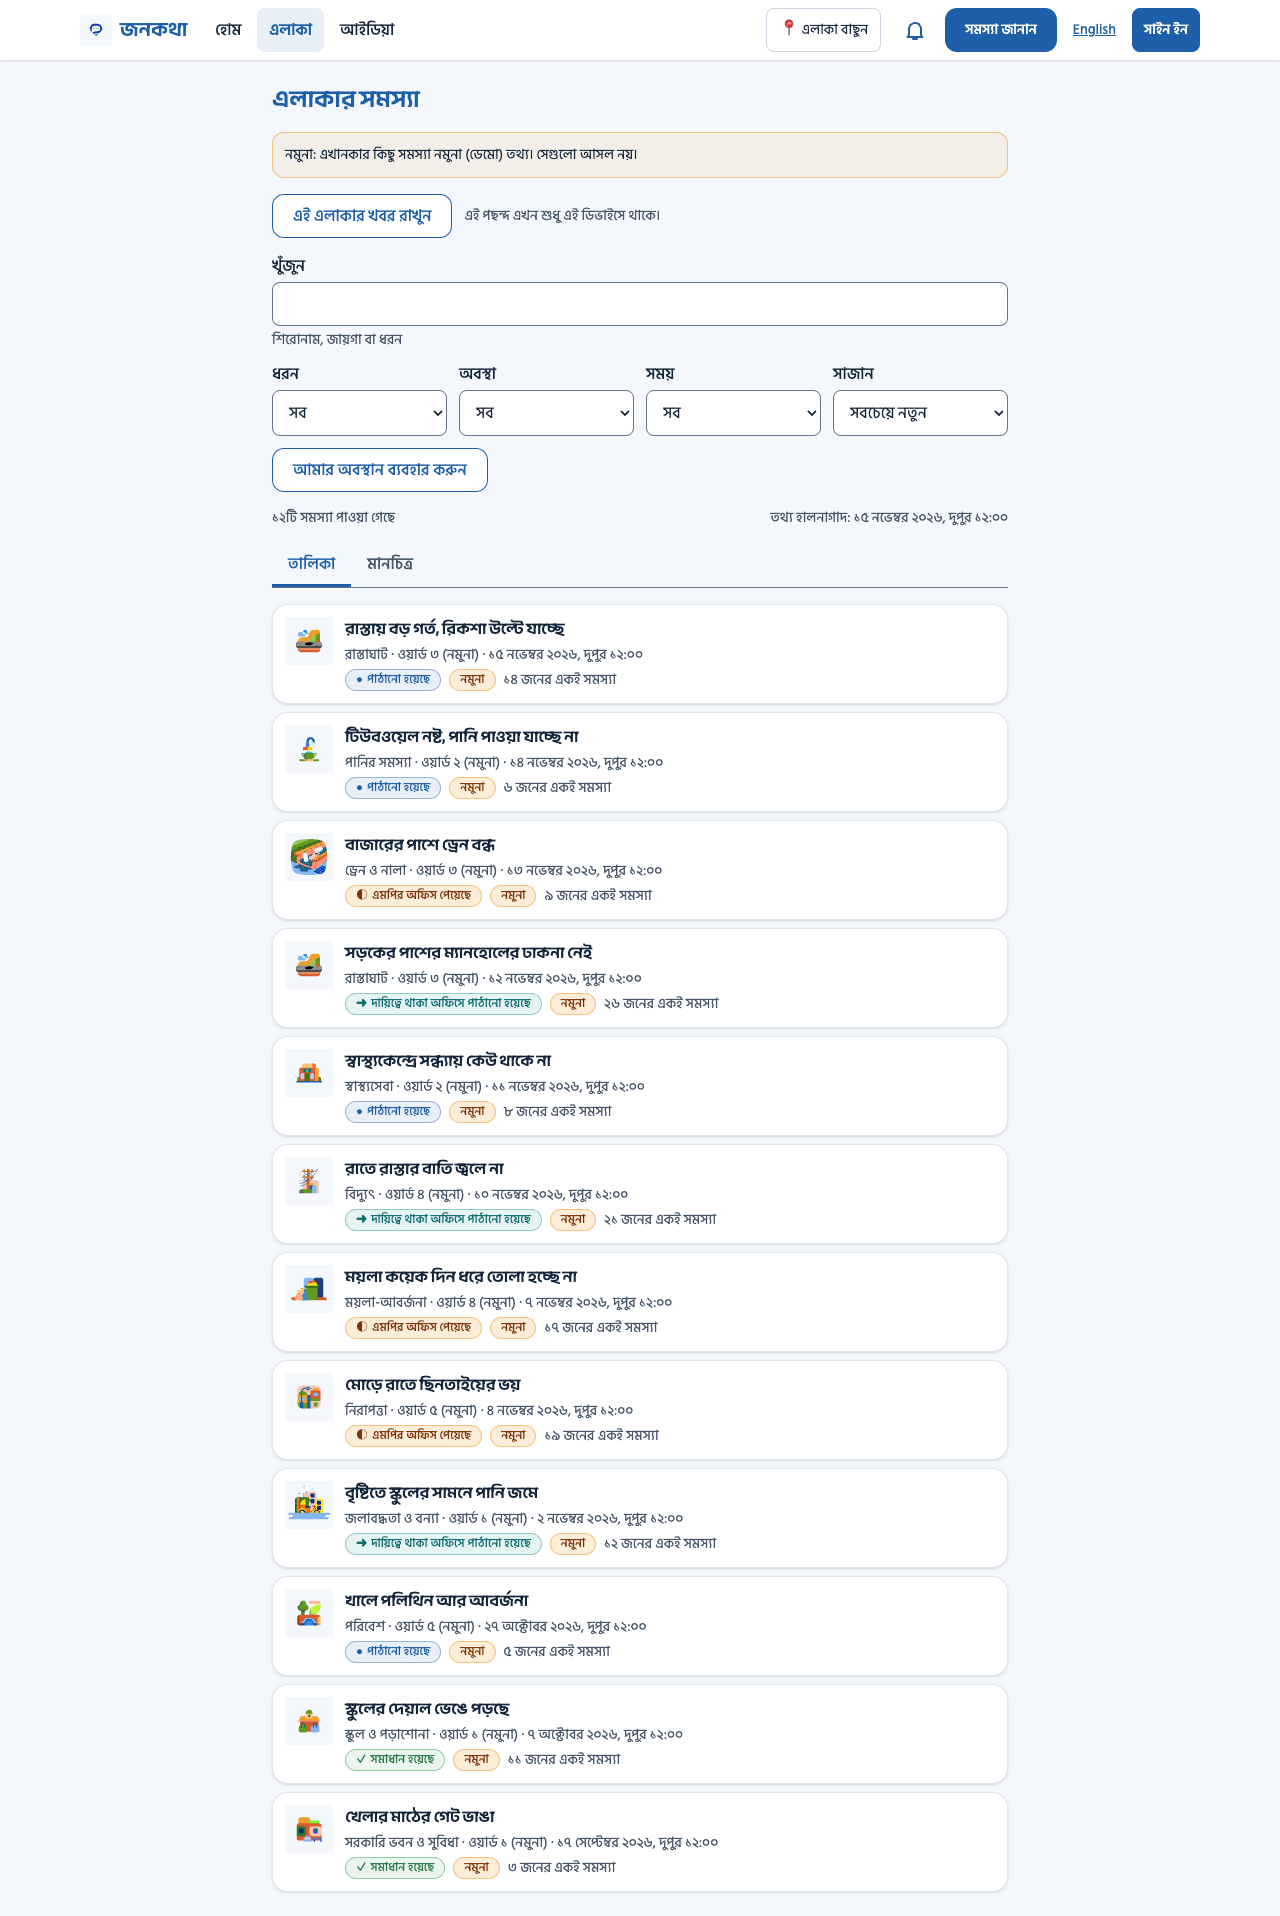 জনকথা
হোম
এলাকা
আইডিয়া
এলাকা বাছুন
সমস্যা জানান
English
সাইন ইন
এলাকার সমস্যা
নমুনা: এখানকার কিছু সমস্যা নমুনা (ডেমো) তথ্য। সেগুলো আসল নয়।
এই এলাকার খবর রাখুন
এই পছন্দ এখন শুধু এই ডিভাইসে থাকে।
খুঁজুন
শিরোনাম, জায়গা বা ধরন
ধরন
অবস্থা
সময়
সাজান
সব
সব
সব
সবচেয়ে নতুন
আমার অবস্থান ব্যবহার করুন
১২টি সমস্যা পাওয়া গেছে
তথ্য হালনাগাদ: ১৫ নভেম্বর ২০২৬, দুপুর ১২:০০
তালিকা
মানচিত্র
রাস্তায় বড় গর্ত, রিকশা উল্টে যাচ্ছে
রাস্তাঘাট · ওয়ার্ড ৩ (নমুনা) · ১৫ নভেম্বর ২০২৬, দুপুর ১২:০০
● পাঠানো হয়েছে নমুনা ১৪ জনের একই সমস্যা
টিউবওয়েল নষ্ট, পানি পাওয়া যাচ্ছে না
পানির সমস্যা · ওয়ার্ড ২ (নমুনা) · ১৪ নভেম্বর ২০২৬, দুপুর ১২:০০
● পাঠানো হয়েছে নমুনা ৬ জনের একই সমস্যা
বাজারের পাশে ড্রেন বন্ধ
ড্রেন ও নালা · ওয়ার্ড ৩ (নমুনা) · ১৩ নভেম্বর ২০২৬, দুপুর ১২:০০
◐ এমপির অফিস পেয়েছে নমুনা ৯ জনের একই সমস্যা
সড়কের পাশের ম্যানহোলের ঢাকনা নেই
রাস্তাঘাট · ওয়ার্ড ৩ (নমুনা) · ১২ নভেম্বর ২০২৬, দুপুর ১২:০০
➜ দায়িত্বে থাকা অফিসে পাঠানো হয়েছে নমুনা ২৬ জনের একই সমস্যা
স্বাস্থ্যকেন্দ্রে সন্ধ্যায় কেউ থাকে না
স্বাস্থ্যসেবা · ওয়ার্ড ২ (নমুনা) · ১১ নভেম্বর ২০২৬, দুপুর ১২:০০
● পাঠানো হয়েছে নমুনা ৮ জনের একই সমস্যা
রাতে রাস্তার বাতি জ্বলে না
বিদ্যুৎ · ওয়ার্ড ৪ (নমুনা) · ১০ নভেম্বর ২০২৬, দুপুর ১২:০০
➜ দায়িত্বে থাকা অফিসে পাঠানো হয়েছে নমুনা ২১ জনের একই সমস্যা
ময়লা কয়েক দিন ধরে তোলা হচ্ছে না
ময়লা-আবর্জনা · ওয়ার্ড ৪ (নমুনা) · ৭ নভেম্বর ২০২৬, দুপুর ১২:০০
◐ এমপির অফিস পেয়েছে নমুনা ১৭ জনের একই সমস্যা
মোড়ে রাতে ছিনতাইয়ের ভয়
নিরাপত্তা · ওয়ার্ড ৫ (নমুনা) · ৪ নভেম্বর ২০২৬, দুপুর ১২:০০
◐ এমপির অফিস পেয়েছে নমুনা ১৯ জনের একই সমস্যা
বৃষ্টিতে স্কুলের সামনে পানি জমে
জলাবদ্ধতা ও বন্যা · ওয়ার্ড ১ (নমুনা) · ২ নভেম্বর ২০২৬, দুপুর ১২:০০
➜ দায়িত্বে থাকা অফিসে পাঠানো হয়েছে নমুনা ১২ জনের একই সমস্যা
খালে পলিথিন আর আবর্জনা
পরিবেশ · ওয়ার্ড ৫ (নমুনা) · ২৭ অক্টোবর ২০২৬, দুপুর ১২:০০
● পাঠানো হয়েছে নমুনা ৫ জনের একই সমস্যা
স্কুলের দেয়াল ভেঙে পড়ছে
স্কুল ও পড়াশোনা · ওয়ার্ড ১ (নমুনা) · ৭ অক্টোবর ২০২৬, দুপুর ১২:০০
✓ সমাধান হয়েছে নমুনা ১১ জনের একই সমস্যা
খেলার মাঠের গেট ভাঙা
সরকারি ভবন ও সুবিধা · ওয়ার্ড ১ (নমুনা) · ১৭ সেপ্টেম্বর ২০২৬, দুপুর ১২:০০
✓ সমাধান হয়েছে নমুনা ৩ জনের একই সমস্যা